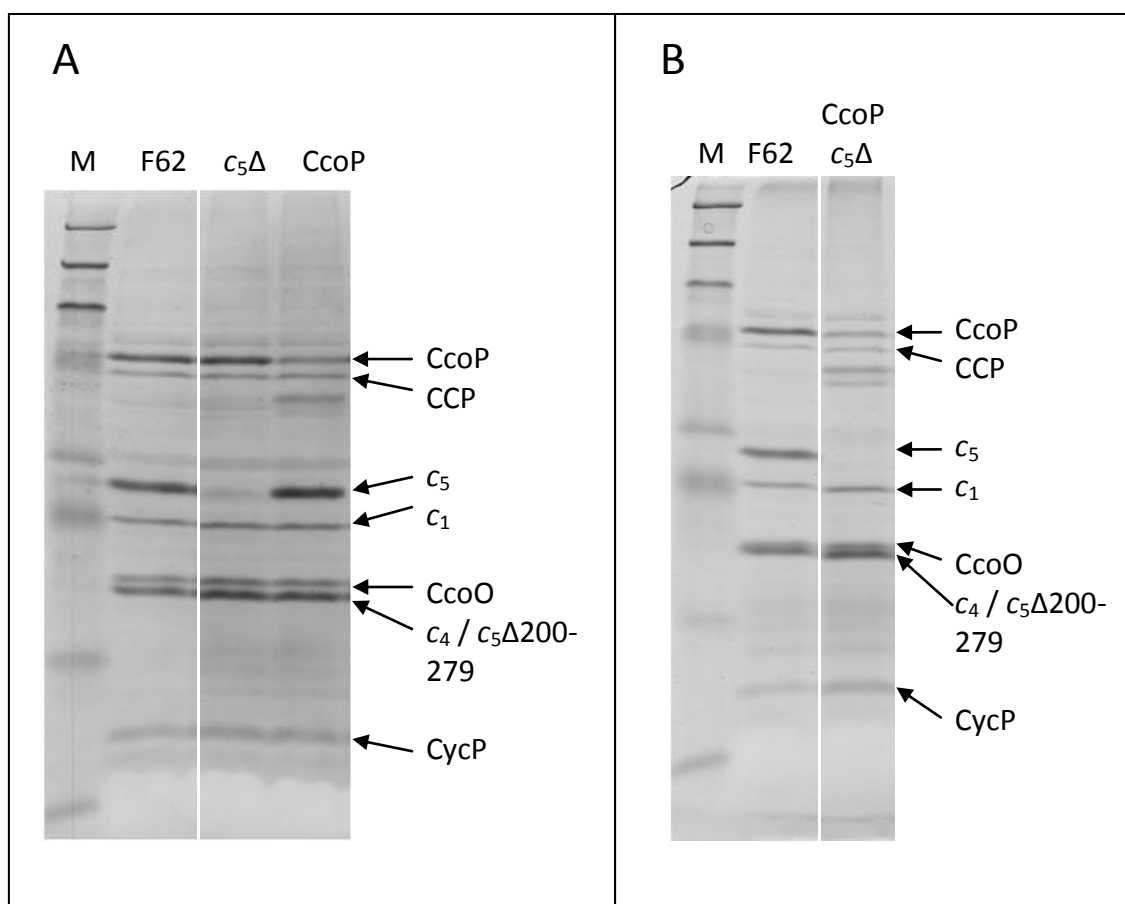 A
M F62 c₅Δ CcoP
CcoP
CCP
c₅
c₁
CcoO
c₄ / c₅Δ200-
279
CycP
B
CcoP
M F62 c₅Δ
CcoP
CCP
c₅
c₁
CcoO
c₄ / c₅Δ200-
279
CycP